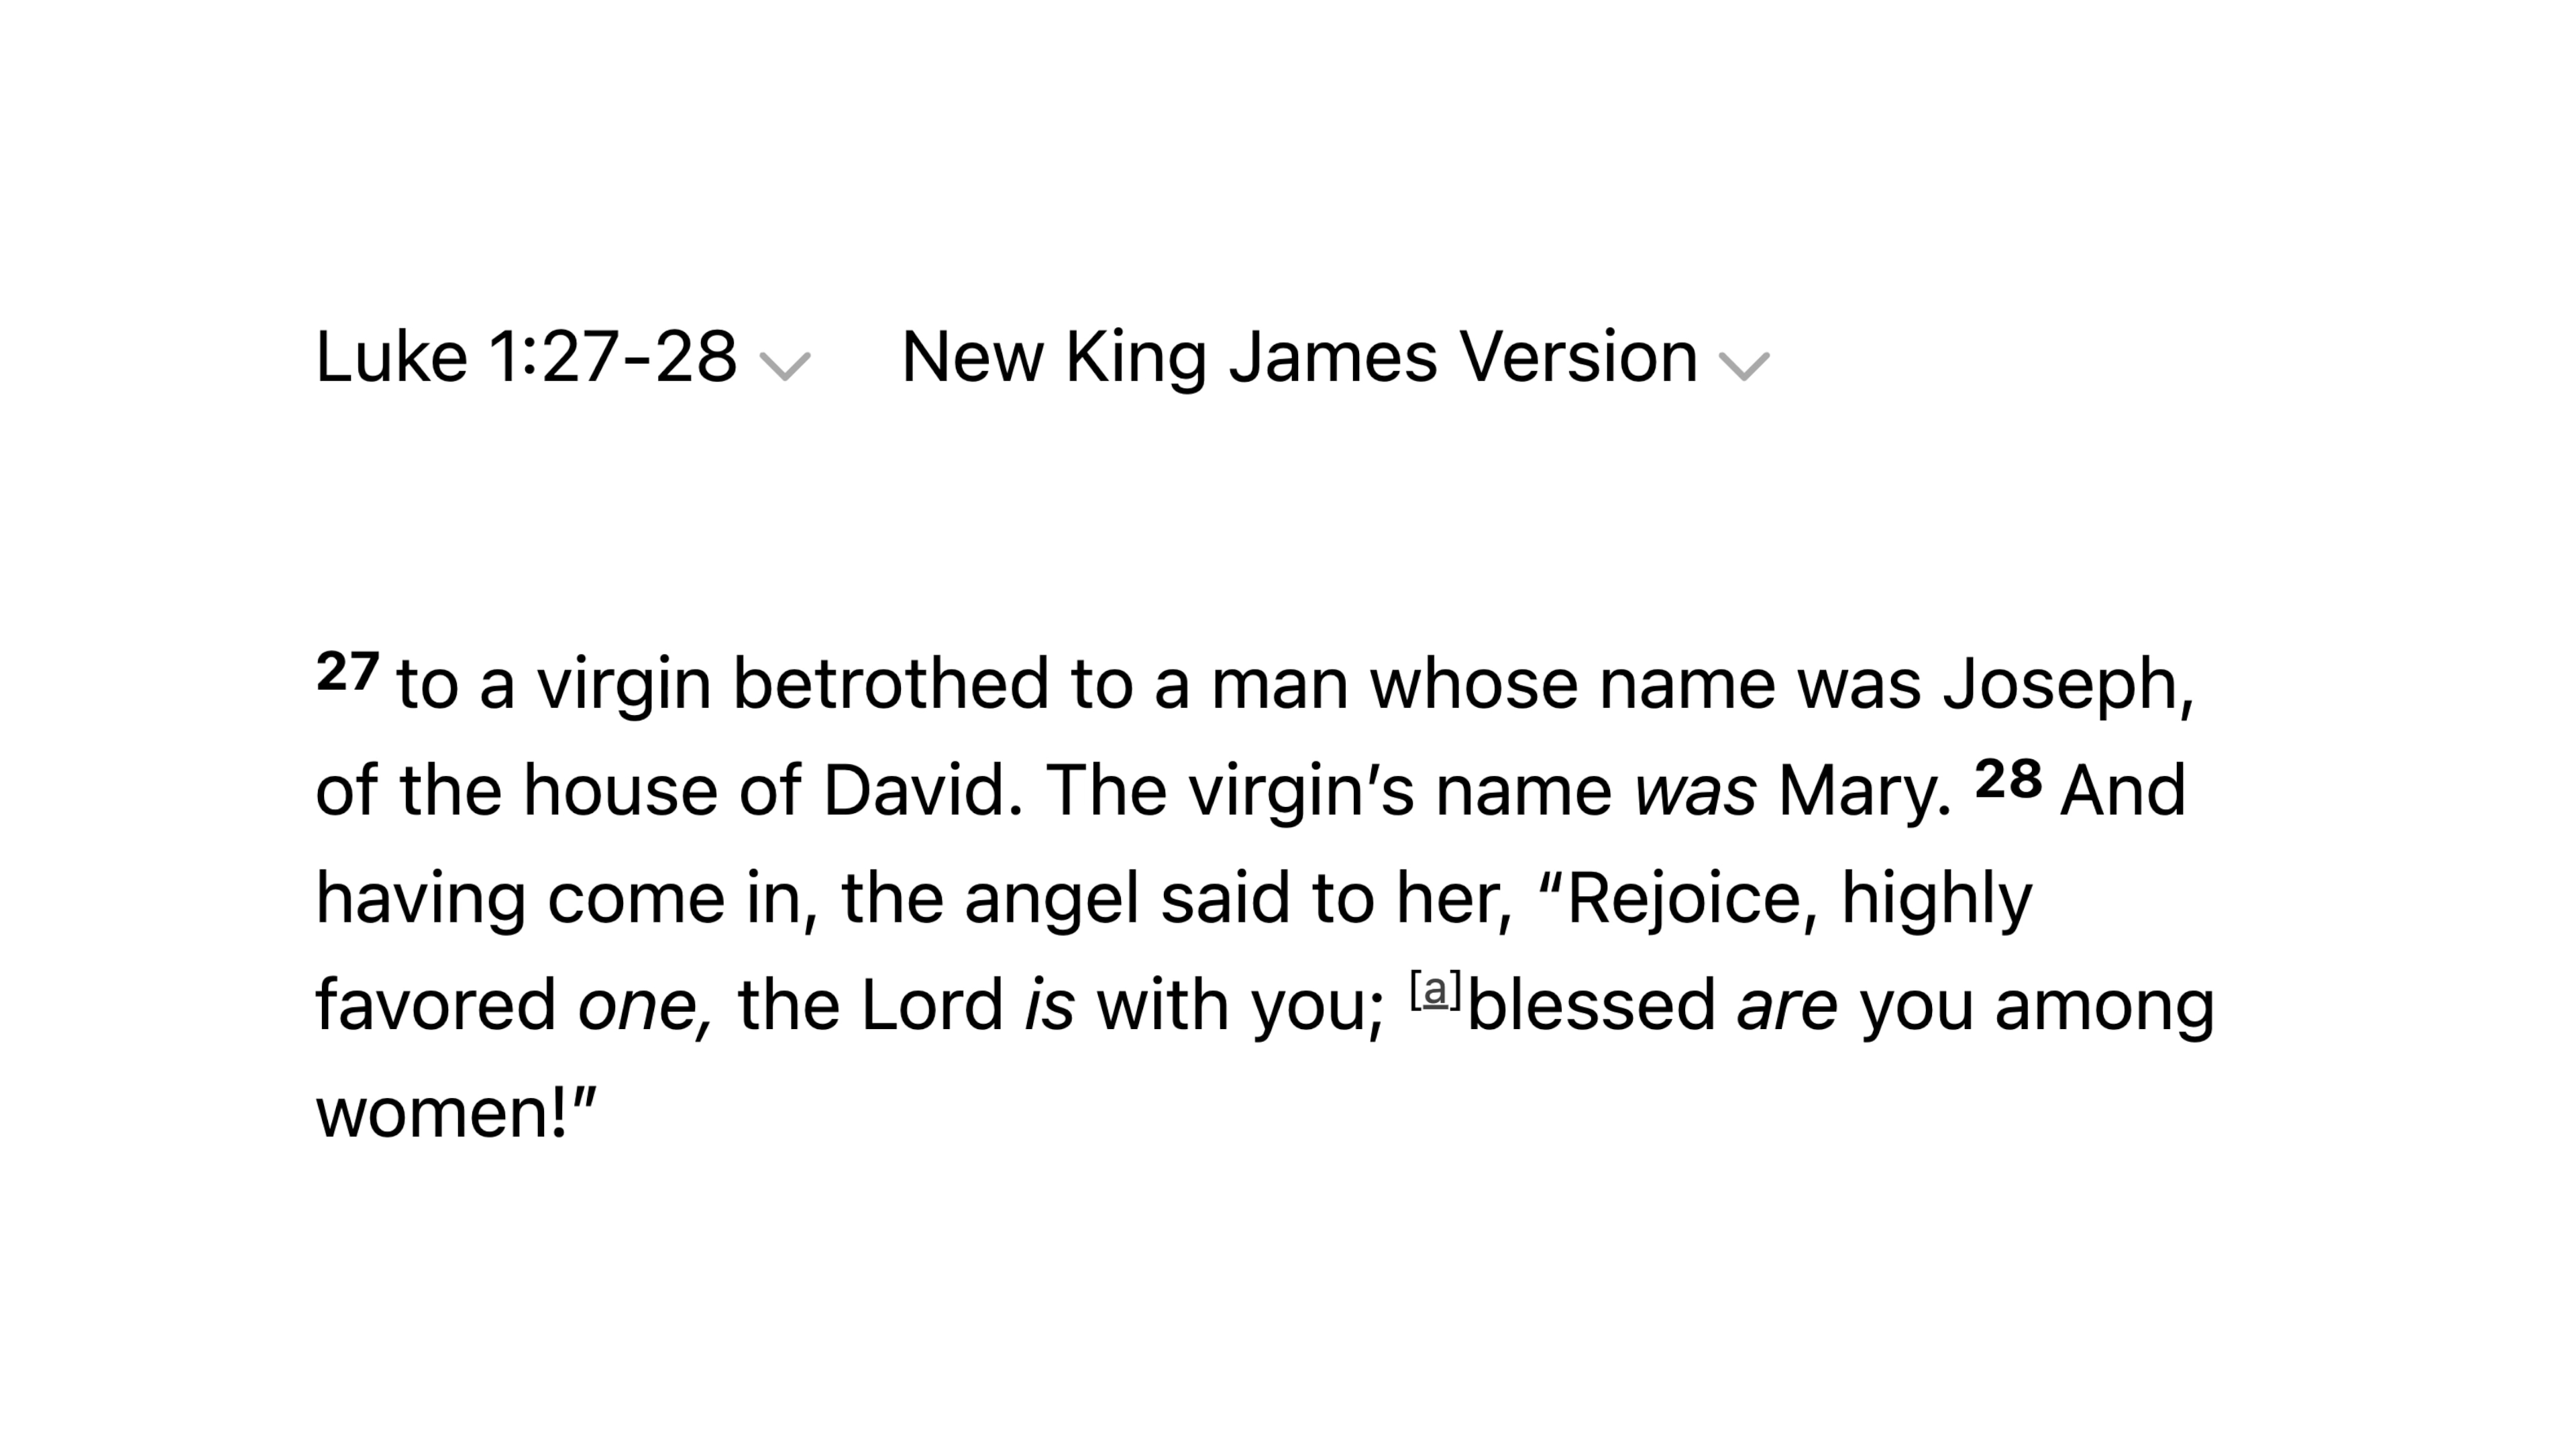 Luke 1:27-28 New King James Version
27 to a virgin betrothed to a man whose name was Joseph,
of the house of David. The virgin’s name was Mary. 28 And
having come in, the angel said to her, “Rejoice, highly
favored one, the Lord is with you; [a]blessed are you among
women!”